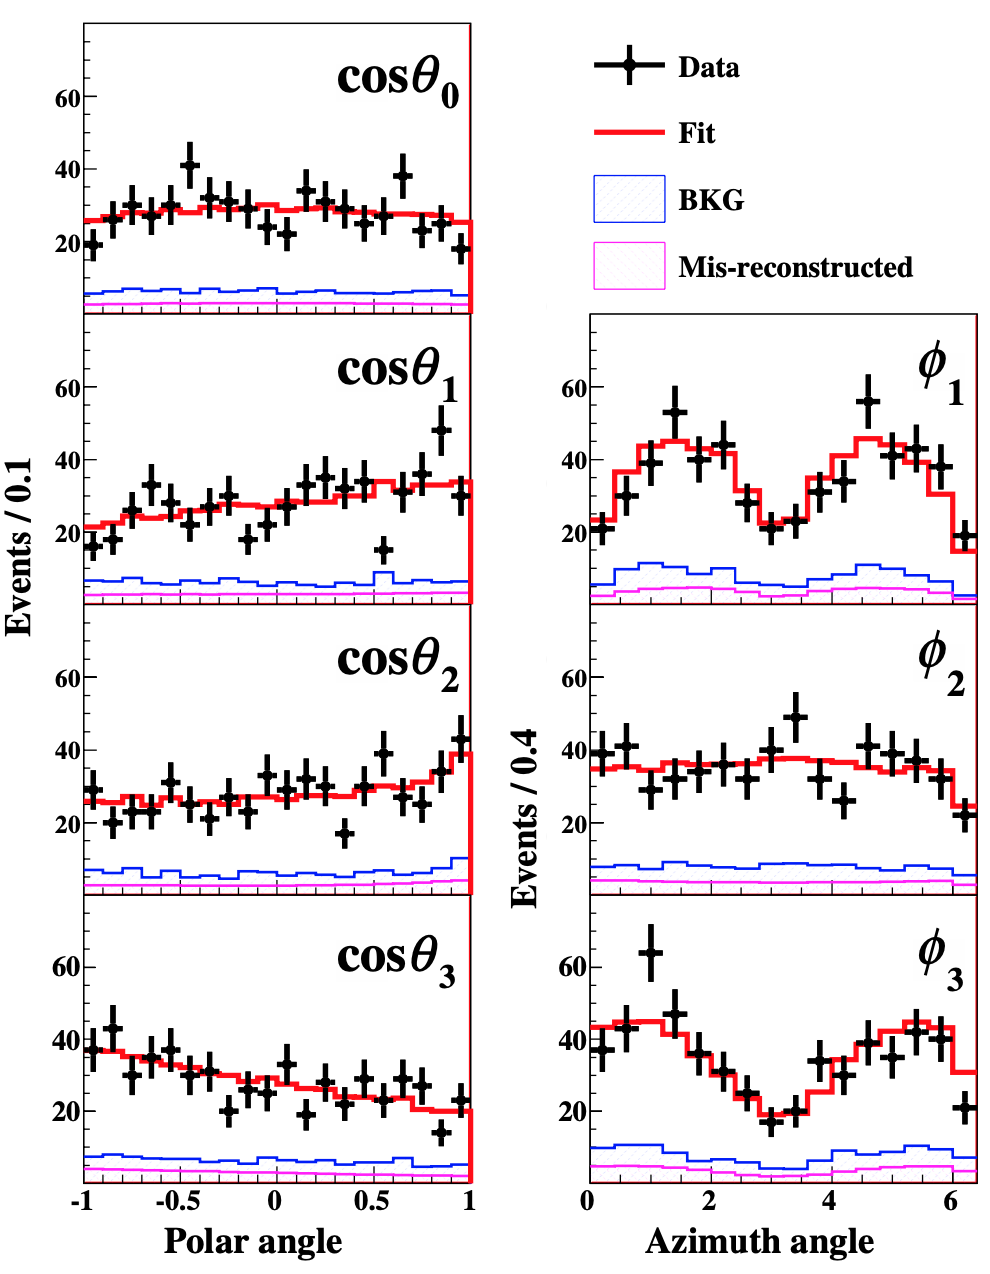 cosθ0
60
40
20
Data
Fit
BKG
Mis-reconstructed
cosθ1
60
40
20
ϕ1
60
40
20
Events / 0.1
cosθ2
60
40
20
ϕ2
60
40
20
Events / 0.4
cosθ3
60
40
20
-1 -0.5 0 0.5 1
Polar angle
ϕ3
60
40
20
0 2 4 6
Azimuth angle